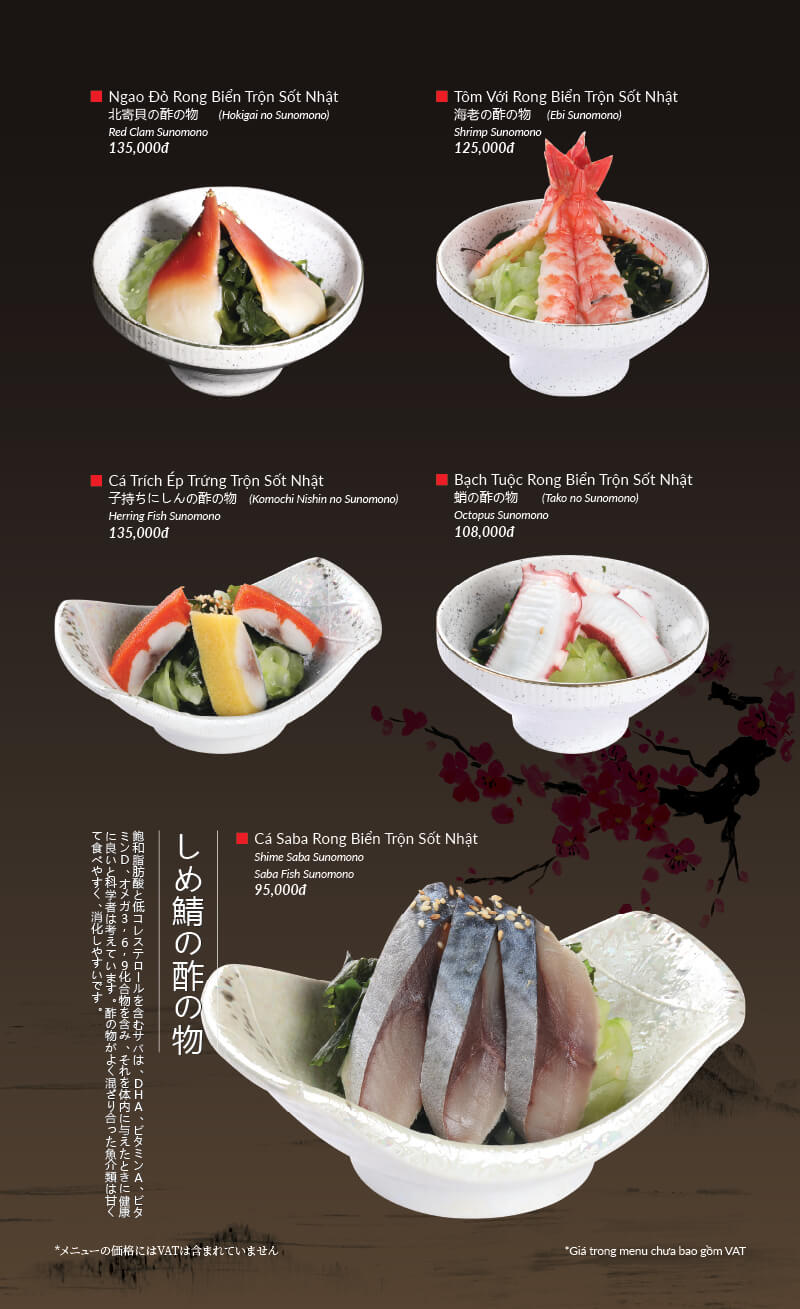 Ngao Đỏ Rong Biển Trộn Sốt Nhật
北寄貝の酢の物 (Hokigai no Sunomono)
Red Clam Sunomono
135,000đ
Tôm Với Rong Biển Trộn Sốt Nhật
海老の酢の物 (Ebi Sunomono)
Shrimp Sunomono
125,000đ
Cá Trích Ép Trứng Trộn Sốt Nhật
子持ちにしんの酢の物 (Komochi Nishin no Sunomono)
Herring Fish Sunomono
135,000đ
Bạch Tuộc Rong Biển Trộn Sốt Nhật
蛸の酢の物 (Tako no Sunomono)
Octopus Sunomono
108,000đ
Cá Saba Rong Biển Trộn Sốt Nhật
Shime Saba Sunomono
Saba Fish Sunomono
95,000đ
しめ鯖の酢の物
飽和脂肪酸と低コレステロールを含むサバは、DHA、ビタミンA、ビタ
ミンD、オメガ3,6,9化合物を含み、それを体内に与えたときに健康
に良いと科学者は考えています。酢の物がよく混ざり合った魚介類は甘く
て食べやすく、消化しやすいです。
*メニューの価格にはVATは含まれていません
*Giá trong menu chưa bao gồm VAT